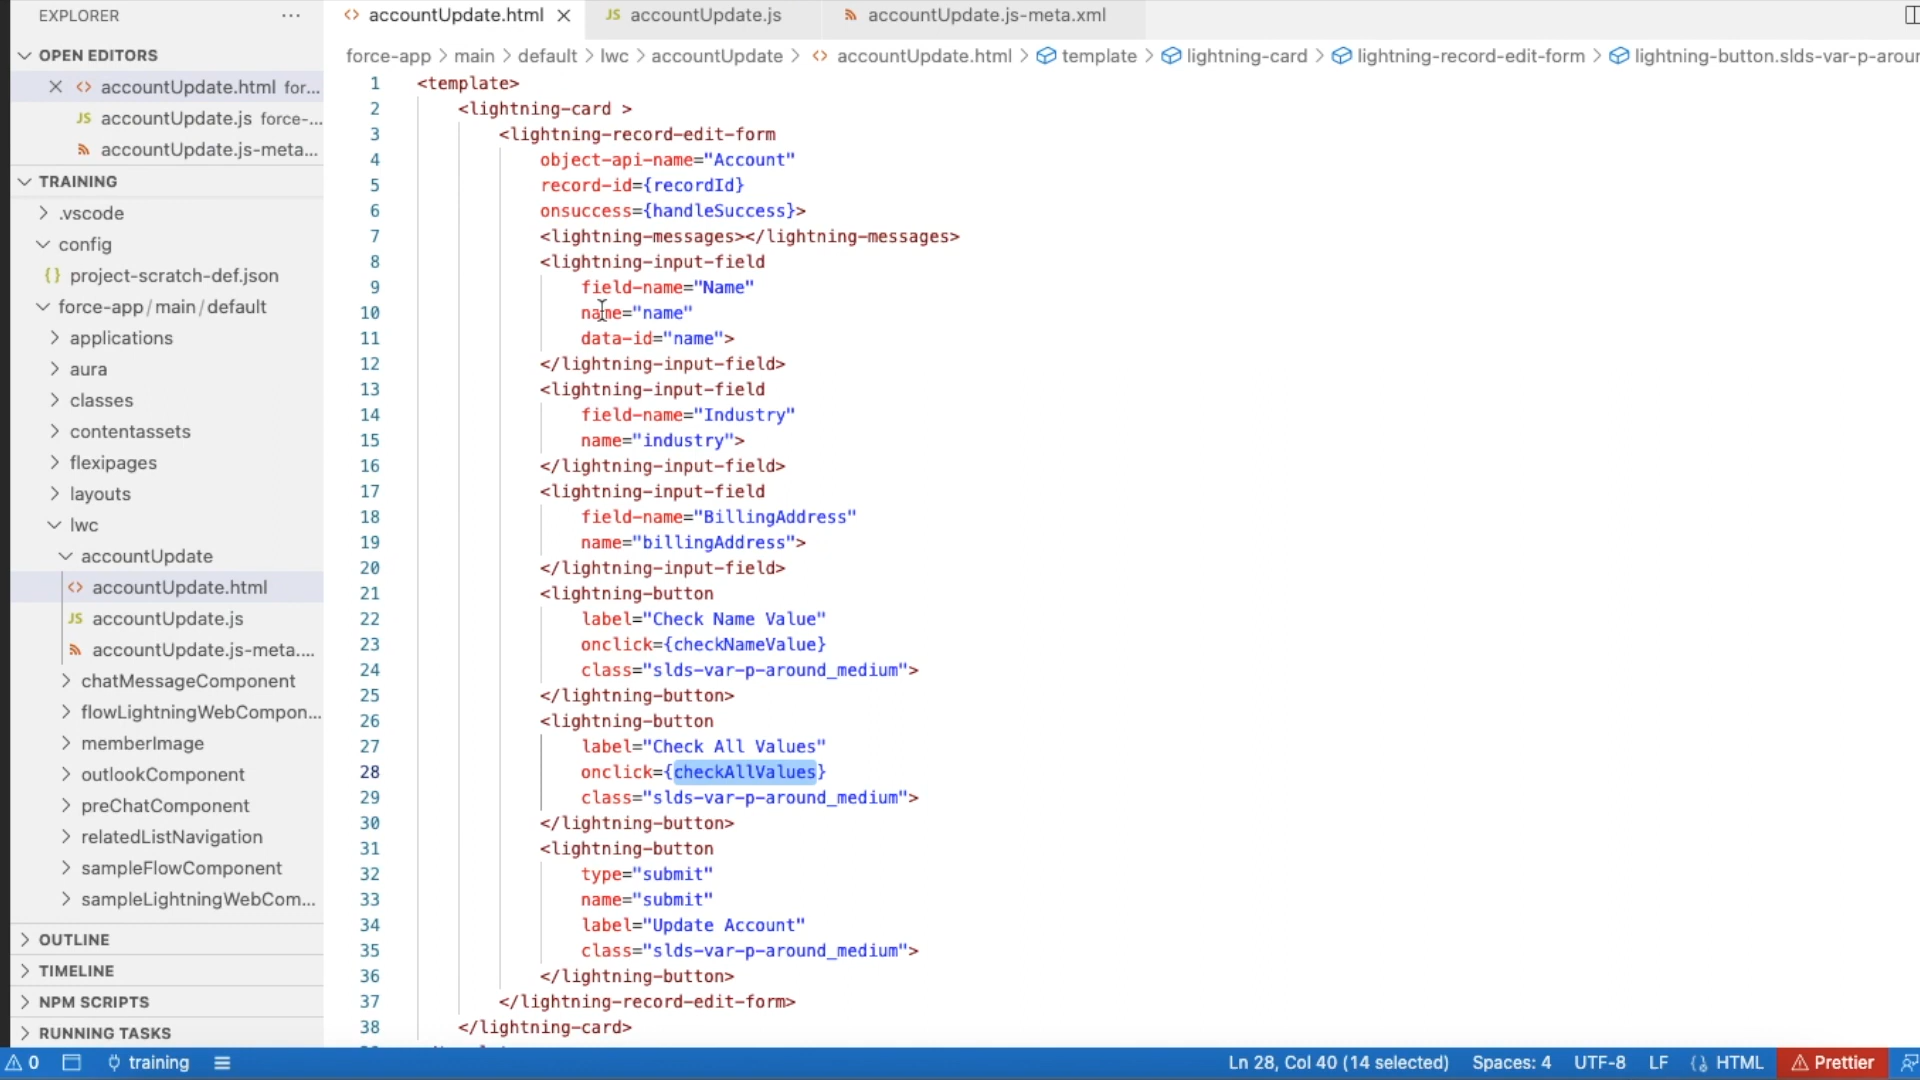 EXPLORER
···
accountUpdate.html
JS accountUpdate.js
accountUpdate.js-meta.xml
OPEN EDITORS
accountUpdate.html for...
JS accountUpdate.js force-...
accountUpdate.js-meta...
TRAINING
.vscode
config
{} project-scratch-def.json
force-app/main/default
applications
aura
classes
contentassets
flexipages
layouts
lwc
accountUpdate
<> accountUpdate.html
JS accountUpdate.js
accountUpdate.js-meta....
chatMessageComponent
flowLightningWebCompon...
memberImage
outlookComponent
preChatComponent
relatedListNavigation
sampleFlowComponent
sampleLightningWebCom...
OUTLINE
TIMELINE
NPM SCRIPTS
RUNNING TASKS
force-app > main > default > lwc > accountUpdate > <> accountUpdate.html > template > lightning-card > lightning-record-edit-form > lightning-button.slds-var-p-arour
1 <template>
2 <lightning-card >
3 <lightning-record-edit-form
4 object-api-name="Account"
5 record-id={recordId}
6 onsuccess={handleSuccess}>
7 <lightning-messages></lightning-messages>
8 <lightning-input-field
9 field-name="Name"
10 name="name"
11 data-id="name">
12 </lightning-input-field>
13 <lightning-input-field
14 field-name="Industry"
15 name="industry">
16 </lightning-input-field>
17 <lightning-input-field
18 field-name="BillingAddress"
19 name="billingAddress">
20 </lightning-input-field>
21 <lightning-button
22 label="Check Name Value"
23 onclick={checkNameValue}
24 class="slds-var-p-around_medium">
25 </lightning-button>
26 <lightning-button
27 label="Check All Values"
28 onclick={checkAllValues}
29 class="slds-var-p-around_medium">
30 </lightning-button>
31 <lightning-button
32 type="submit"
33 name="submit"
34 label="Update Account"
35 class="slds-var-p-around_medium">
36 </lightning-button>
37 </lightning-record-edit-form>
38 </lightning-card>
0
training
Ln 28, Col 40 (14 selected)
Spaces: 4
UTF-8
LF
HTML
Prettier